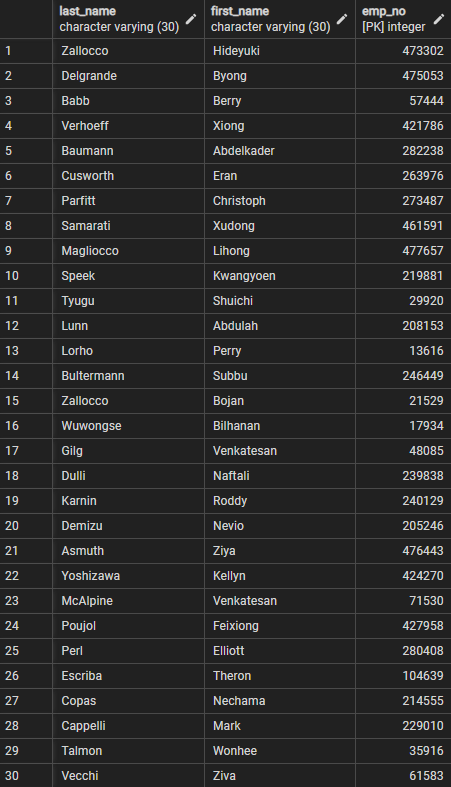 last_name first_name emp_no
character varying (30) character varying (30) [PK] integer
1 Zallocco Hideyuki 473302
2 Delgrande Byong 475053
3 Babb Berry 57444
4 Verhoeff Xiong 421786
5 Baumann Abdelkader 282238
6 Cusworth Eran 263976
7 Parfitt Christoph 273487
8 Samarati Xudong 461591
9 Magliocco Lihong 477657
10 Speek Kwangyoen 219881
11 Tyugu Shuichi 29920
12 Lunn Abdulah 208153
13 Lorho Perry 13616
14 Bultermann Subbu 246449
15 Zallocco Bojan 21529
16 Wuwongse Bilhanan 17934
17 Gilg Venkatesan 48085
18 Dulli Naftali 239838
19 Karnin Roddy 240129
20 Demizu Nevio 205246
21 Asmuth Ziya 476443
22 Yoshizawa Kellyn 424270
23 McAlpine Venkatesan 71530
24 Poujol Feixiong 427958
25 Perl Elliott 280408
26 Escriba Theron 104639
27 Copas Nechama 214555
28 Cappelli Mark 229010
29 Talmon Wonhee 35916
30 Vecchi Ziva 61583